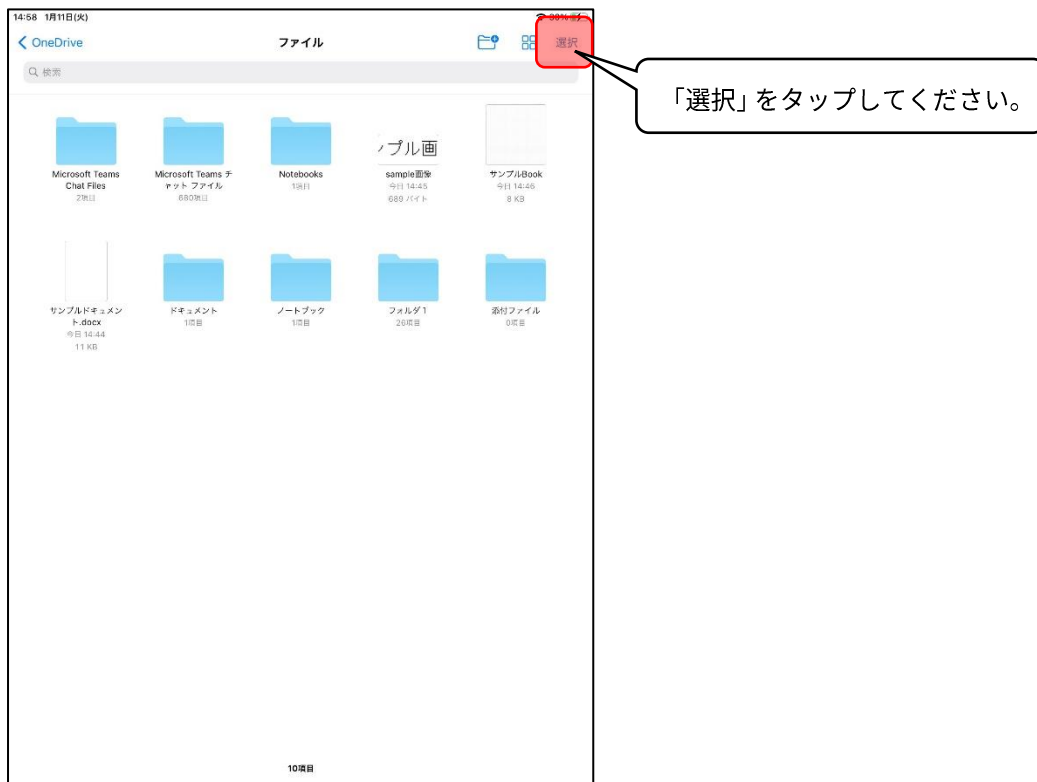 14:58 1月11日(火)
OneDrive
ファイル
選択
検索
「選択」をタップしてください。
ンプル画
Microsoft Teams
Chat Files
2項目
Microsoft Teams チ
ャット ファイル
680項目
Notebooks
1項目
sample画像
今日 14:45
689 バイト
サンプルBook
今日 14:46
8 KB
サンプルドキュメン
ト.docx
今日 14:44
11 KB
ドキュメント
1項目
ノートブック
1項目
フォルダ1
26項目
添付ファイル
0項目
10項目